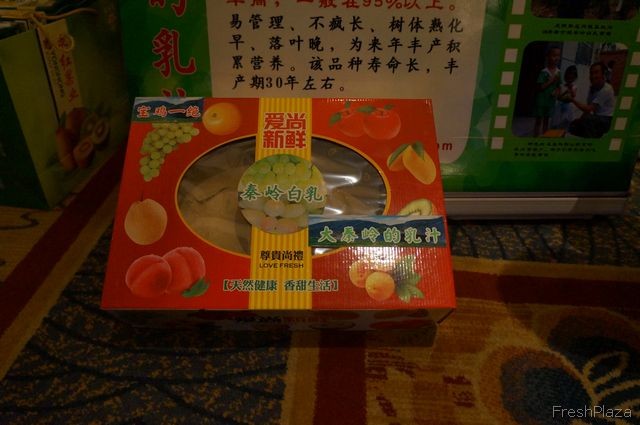 的乳汁
一般在95%以上。
易管理、不疯长、树体熟化
早、落叶晚，为来年丰产积
累营养。该品种寿命长，丰
产期30年左右。
宝鸡一绝
爱尚
新鲜
秦岭白乳
大秦岭的乳汁
尊貴尚禮
LOVE FRESH
【天然健康 香甜生活】
FreshPlaza